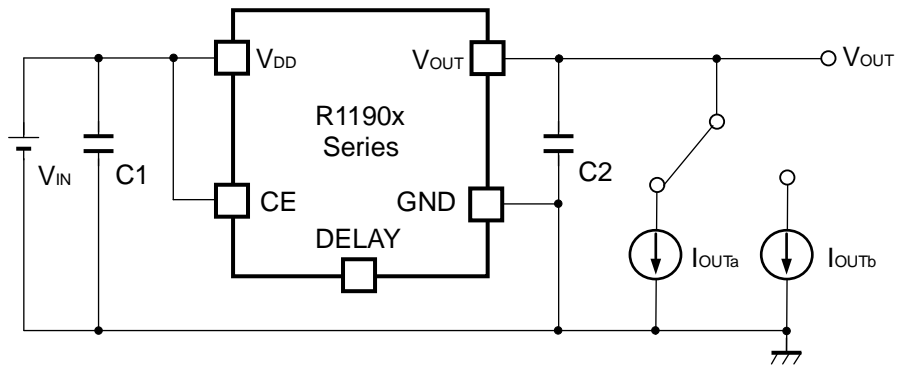 VDD
VOUT
VOUT
R1190x
Series
VIN
C1
C2
CE
GND
DELAY
IOUTa
IOUTb